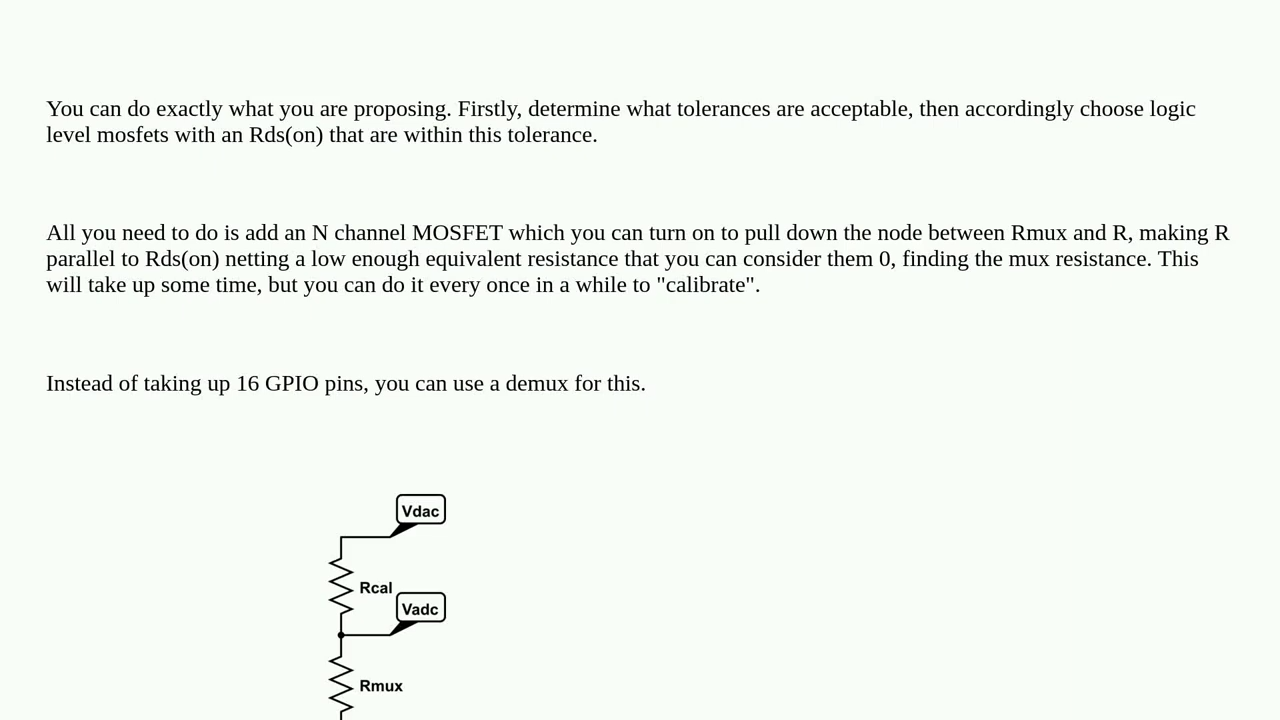 You can do exactly what you are proposing. Firstly, determine what tolerances are acceptable, then accordingly choose logic
level mosfets with an Rds(on) that are within this tolerance.
All you need to do is add an N channel MOSFET which you can turn on to pull down the node between Rmux and R, making R
parallel to Rds(on) netting a low enough equivalent resistance that you can consider them 0, finding the mux resistance. This
will take up some time, but you can do it every once in a while to "calibrate".
Instead of taking up 16 GPIO pins, you can use a demux for this.
Vdac
Rcal
Vadc
Rmux